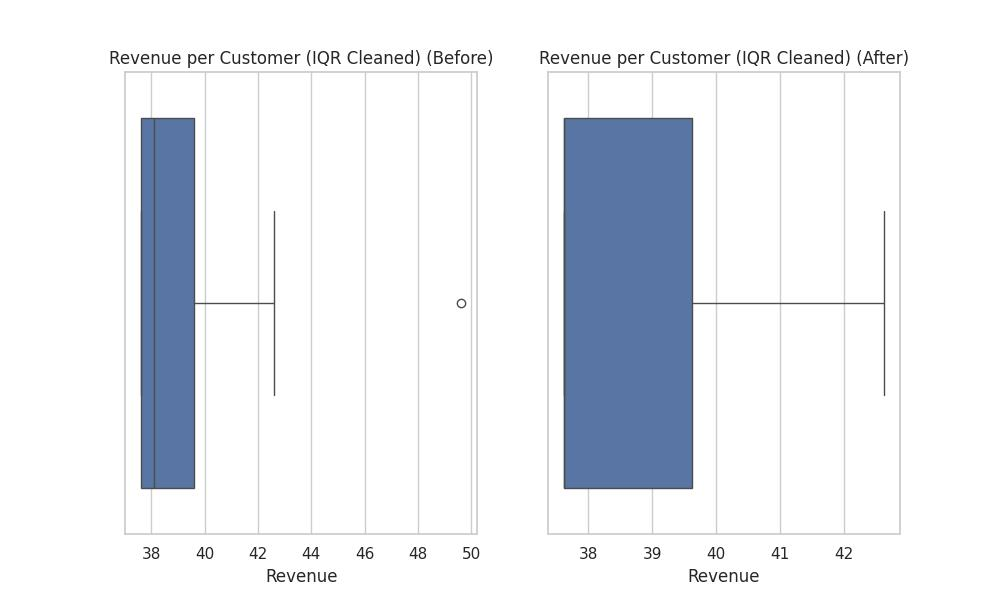 Revenue per Customer (IQR Cleaned) (Before)
38 40 42 44 46 48 50
Revenue
Revenue per Customer (IQR Cleaned) (After)
38 39 40 41 42
Revenue